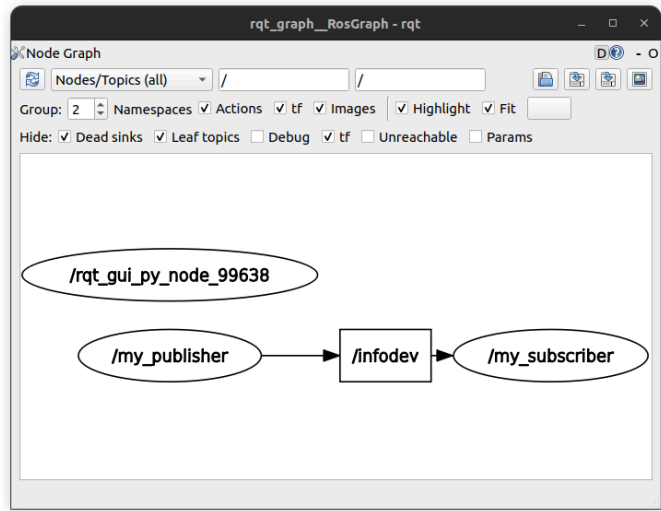 rqt_graph__RosGraph - rqt
Node Graph D ? - O
Nodes/Topics (all) / /
Group: 2 Namespaces Actions tf Images Highlight Fit
Hide: Dead sinks Leaf topics Debug tf Unreachable Params
/rqt_gui_py_node_99638
/my_publisher /infodev /my_subscriber